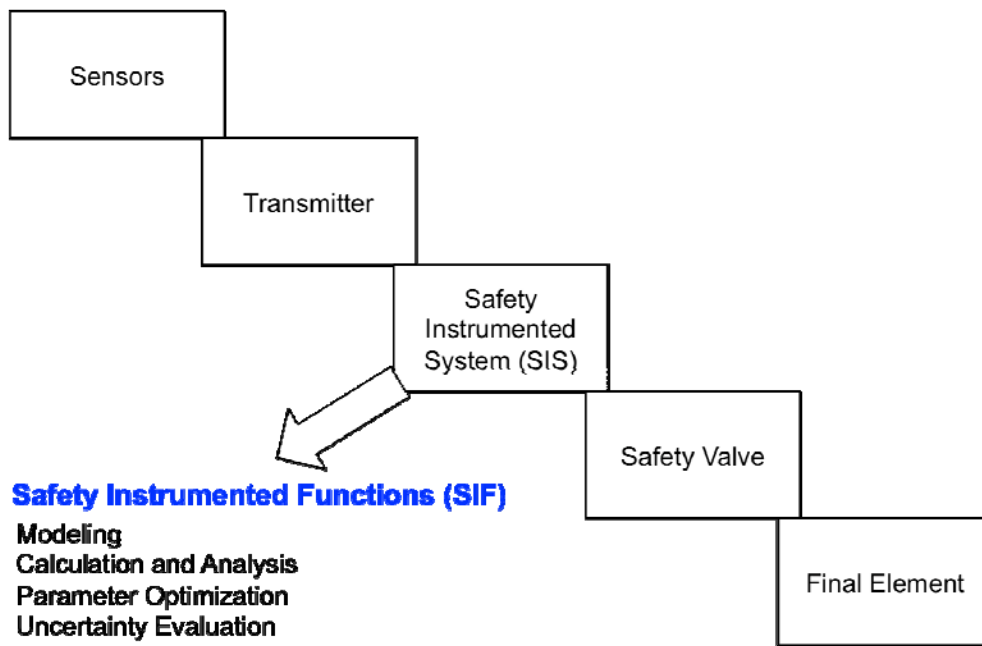 Sensors
Transmitter
Safety
Instrumented
System (SIS)
Safety Valve
Safety Instrumented Functions (SIF)
Modeling
Calculation and Analysis
Parameter Optimization
Uncertainty Evaluation
Final Element